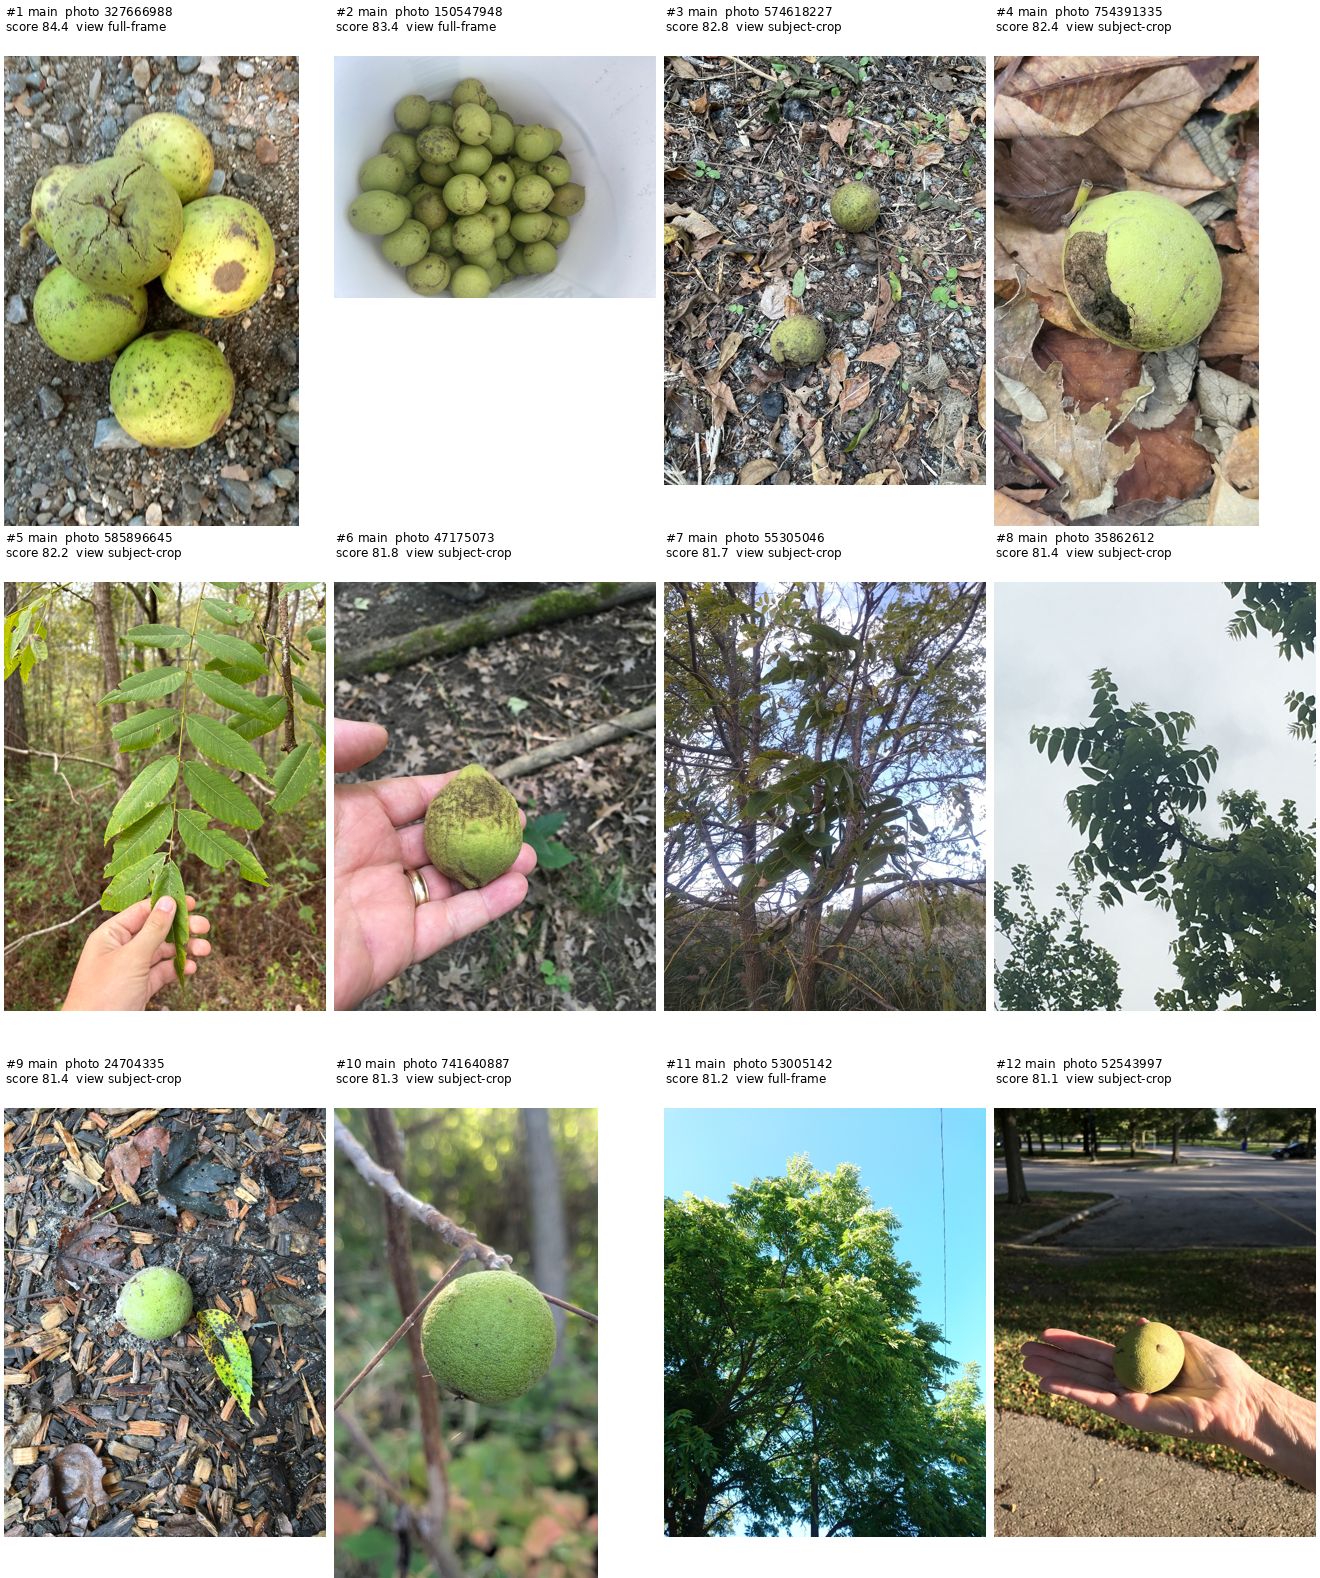 #1 main  photo 327666988
score 84.4  view full-frame
#2 main  photo 150547948
score 83.4  view full-frame
#3 main  photo 574618227
score 82.8  view subject-crop
#4 main  photo 754391335
score 82.4  view subject-crop
#5 main  photo 585896645
score 82.2  view subject-crop
#6 main  photo 47175073
score 81.8  view subject-crop
#7 main  photo 55305046
score 81.7  view subject-crop
#8 main  photo 35862612
score 81.4  view subject-crop
#9 main  photo 24704335
score 81.4  view subject-crop
#10 main  photo 741640887
score 81.3  view subject-crop
#11 main  photo 53005142
score 81.2  view full-frame
#12 main  photo 52543997
score 81.1  view subject-crop